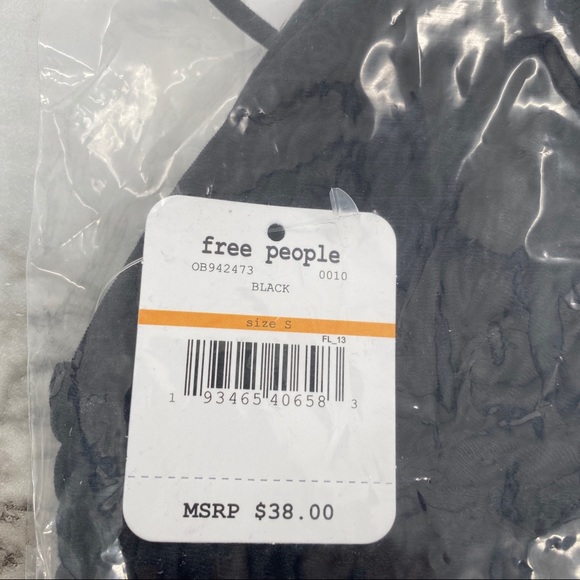 free people
OB942473 0010
BLACK
size S
FL_13
1 93465 40658 3
MSRP $38.00